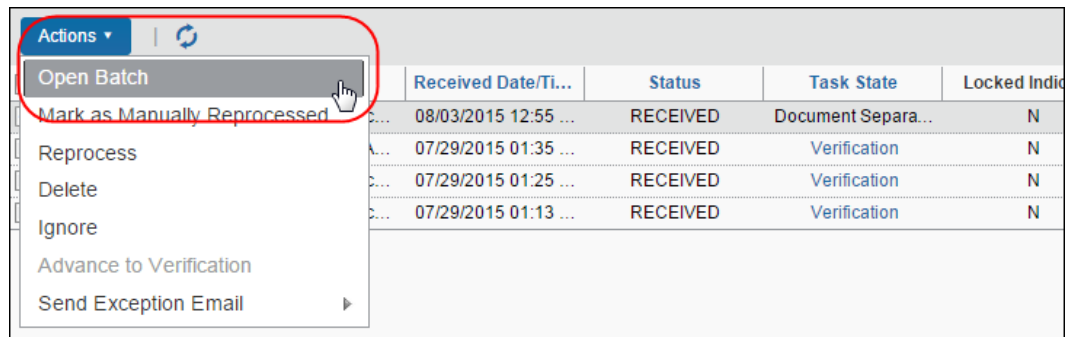 Actions
Open Batch
Received Date/Ti... Status Task State Locked Indic
Mark as Manually Reprocessed c... 08/03/2015 12:55 ... RECEIVED Document Separa... N
Reprocess A... 07/29/2015 01:35 ... RECEIVED Verification N
Delete 07/29/2015 01:25 ... RECEIVED Verification N
Ignore c... 07/29/2015 01:13 ... RECEIVED Verification N
Advance to Verification
Send Exception Email